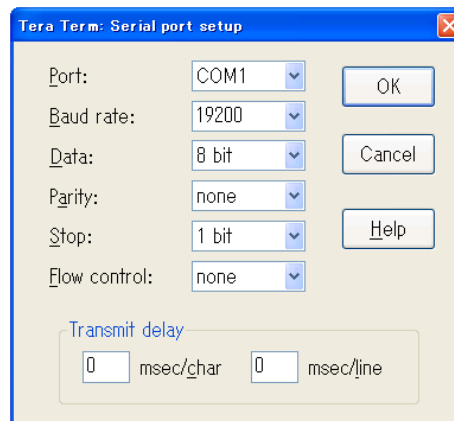 Tera Term: Serial port setup
Port: COM1
OK
Baud rate: 19200
Data: 8 bit
Cancel
Parity: none
Stop: 1 bit
Help
Flow control: none
Transmit delay
0 msec/char 0 msec/line